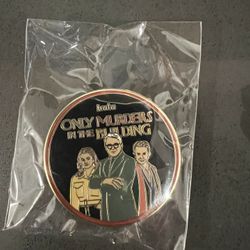 hulu
ONLY MURDERS
IN THE BUILDING